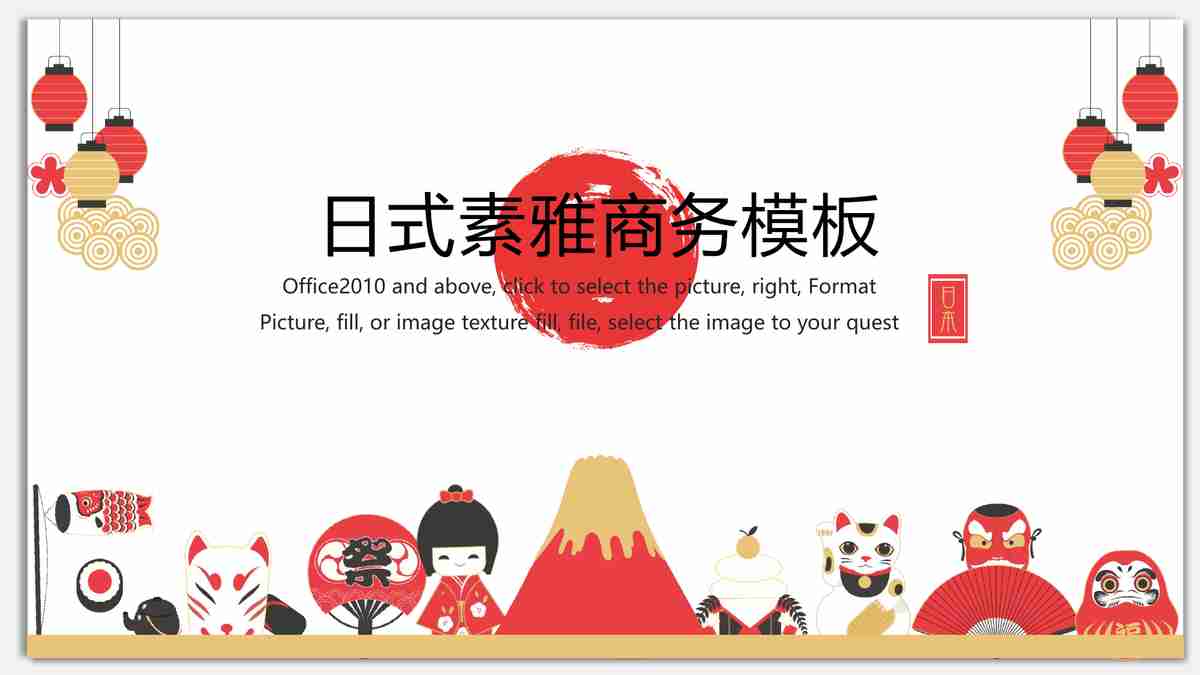 日式素雅商务模板
Office2010 and above, click to select the picture, right, Format
Picture, fill, or image texture fill, file, select the image to your quest
日本
祭